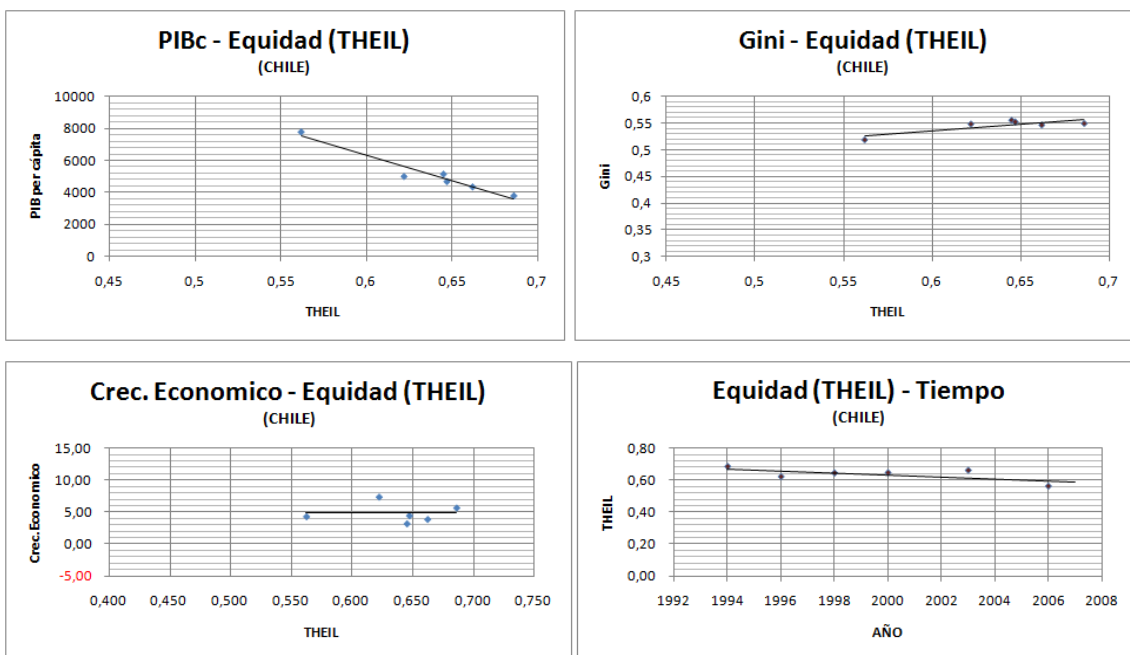 PIBc - Equidad (THEIL)
(CHILE)
10000
8000
6000
4000
2000
0
PIB per cápita
0,45 0,5 0,55 0,6 0,65 0,7
THEIL
Gini - Equidad (THEIL)
(CHILE)
0,6
0,55
0,5
0,45
0,4
0,35
0,3
Gini
0,45 0,5 0,55 0,6 0,65 0,7
THEIL
Crec. Economico - Equidad (THEIL)
(CHILE)
15,00
10,00
5,00
0,00
-5,00
Crec. Economico
0,400 0,450 0,500 0,550 0,600 0,650 0,700 0,750
THEIL
Equidad (THEIL) - Tiempo
(CHILE)
0,80
0,60
0,40
0,20
0,00
THEIL
1992 1994 1996 1998 2000 2002 2004 2006 2008
AÑO